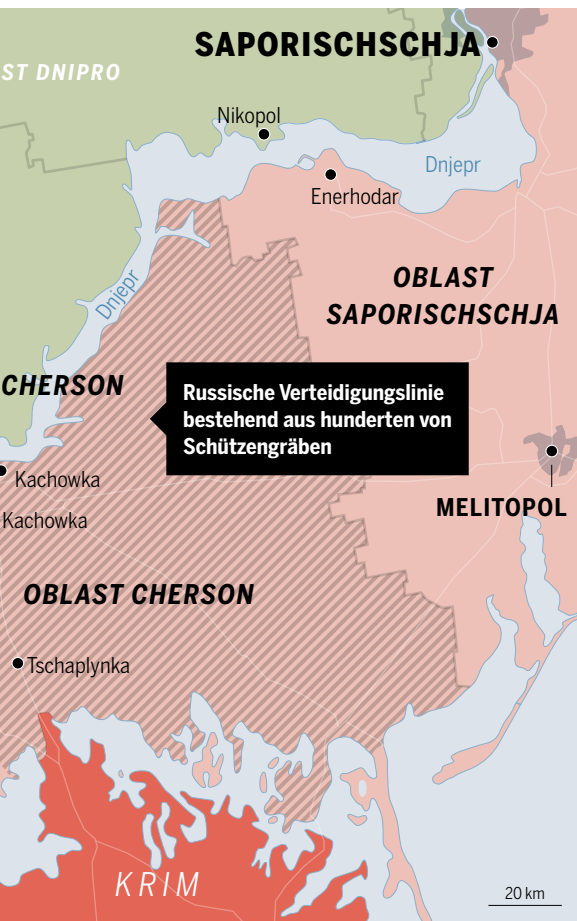 SAPORISCHSCHJA
ST DNIPRO
Nikopol
Dnjepr
Enerhodar
OBLAST
SAPORISCHSCHJA
Dnjepr
CHERSON
Russische Verteidigungslinie
bestehend aus hunderten von
Schützengräben
Kachowka
MELITOPOL
Kachowka
OBLAST CHERSON
Tschaplynka
KRIM
20 km